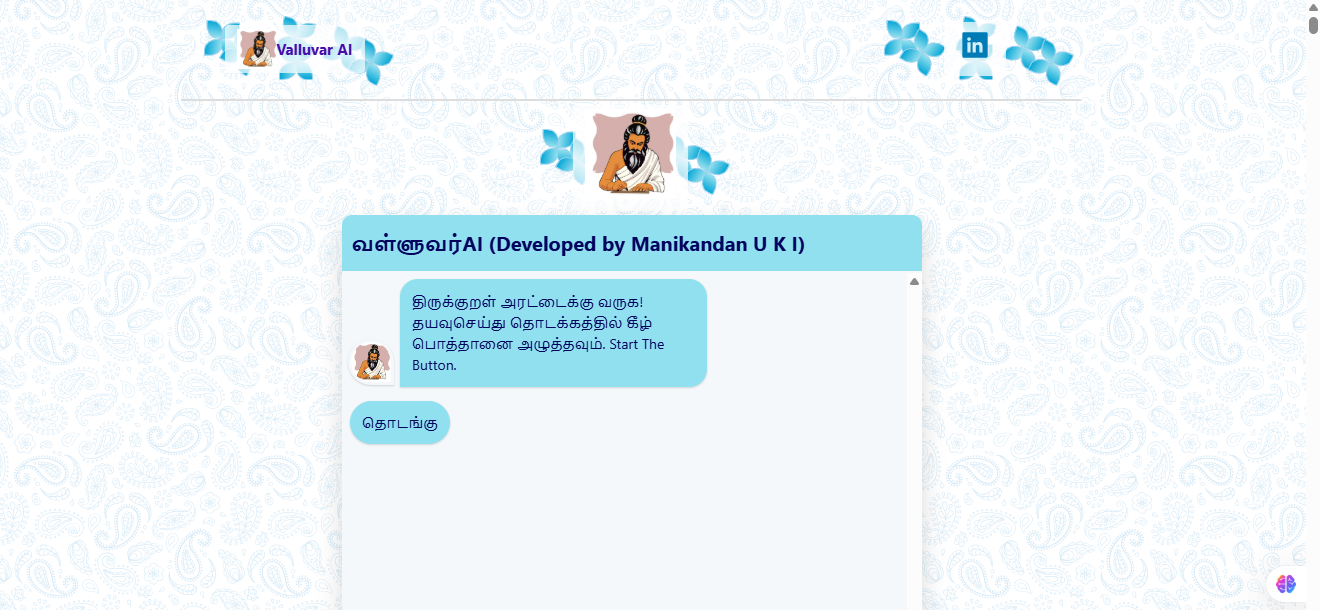 Valluvar AI
in
வள்ளுவர்AI (Developed by Manikandan U K I)
திருக்குறள் அரட்டைக்கு வருக!
தயவுசெய்து தொடக்கத்தில் கீழ்
பொத்தானை அழுத்தவும். Start The
Button.
தொடங்கு